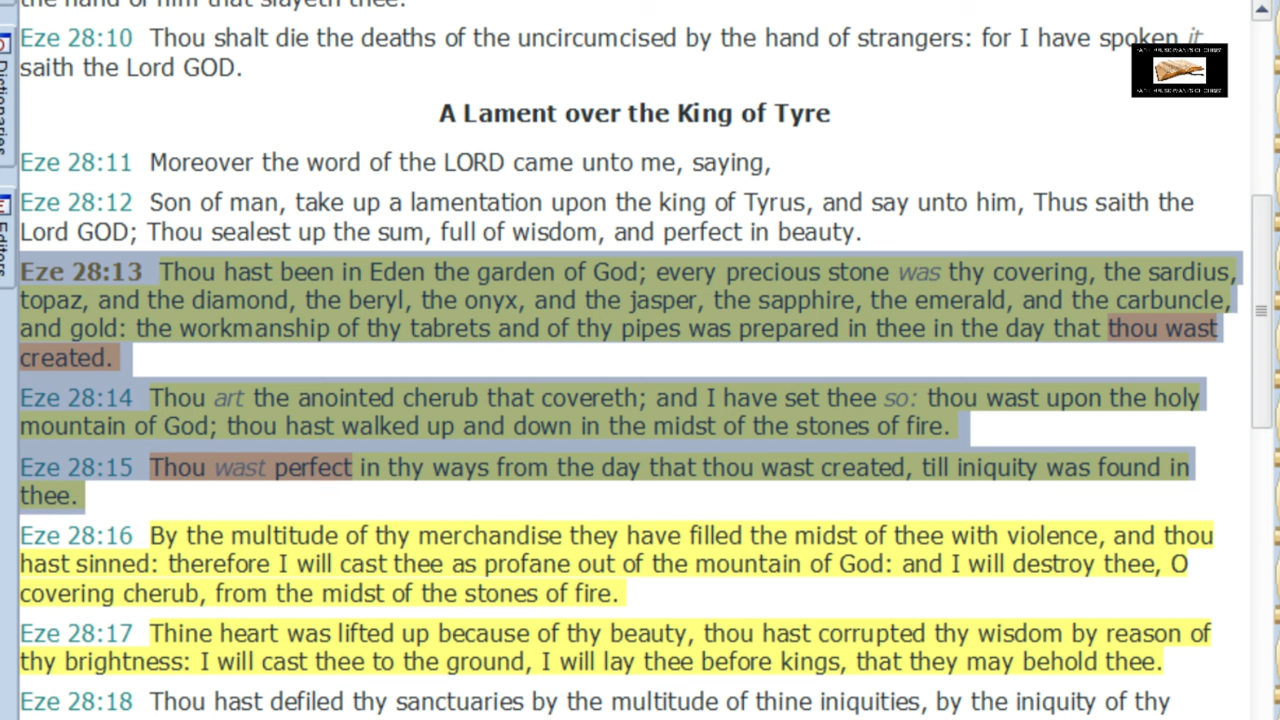 the hand of him that slayeth thee.
Eze 28:10 Thou shalt die the deaths of the uncircumcised by the hand of strangers: for I have spoken it
saith the Lord GOD.
A Lament over the King of Tyre
Eze 28:11 Moreover the word of the LORD came unto me, saying,
Eze 28:12 Son of man, take up a lamentation upon the king of Tyrus, and say unto him, Thus saith the
Lord GOD; Thou sealest up the sum, full of wisdom, and perfect in beauty.
Eze 28:13 Thou hast been in Eden the garden of God; every precious stone was thy covering, the sardius,
topaz, and the diamond, the beryl, the onyx, and the jasper, the sapphire, the emerald, and the carbuncle,
and gold: the workmanship of thy tabrets and of thy pipes was prepared in thee in the day that thou wast
created.
Eze 28:14 Thou art the anointed cherub that covereth; and I have set thee so: thou wast upon the holy
mountain of God; thou hast walked up and down in the midst of the stones of fire.
Eze 28:15 Thou wast perfect in thy ways from the day that thou wast created, till iniquity was found in
thee.
Eze 28:16 By the multitude of thy merchandise they have filled the midst of thee with violence, and thou
hast sinned: therefore I will cast thee as profane out of the mountain of God: and I will destroy thee, O
covering cherub, from the midst of the stones of fire.
Eze 28:17 Thine heart was lifted up because of thy beauty, thou hast corrupted thy wisdom by reason of
thy brightness: I will cast thee to the ground, I will lay thee before kings, that they may behold thee.
Eze 28:18 Thou hast defiled thy sanctuaries by the multitude of thine iniquities, by the iniquity of thy
Dictionaries
Editors